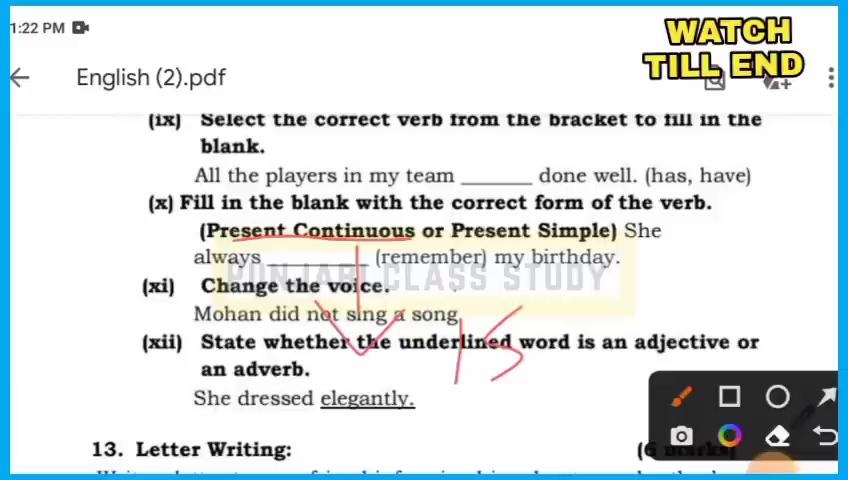 1:22 PM
WATCH
TILL END
English (2).pdf
(ix) Select the correct verb from the bracket to fill in the
blank.
All the players in my team _______ done well. (has, have)
(x) Fill in the blank with the correct form of the verb.
(Present Continuous or Present Simple) She
always __________ (remember) my birthday.
PUNJABI CLASS STUDY
(xi) Change the voice.
Mohan did not sing a song
15
(xii) State whether the underlined word is an adjective or
an adverb.
She dressed elegantly.
13. Letter Writing: